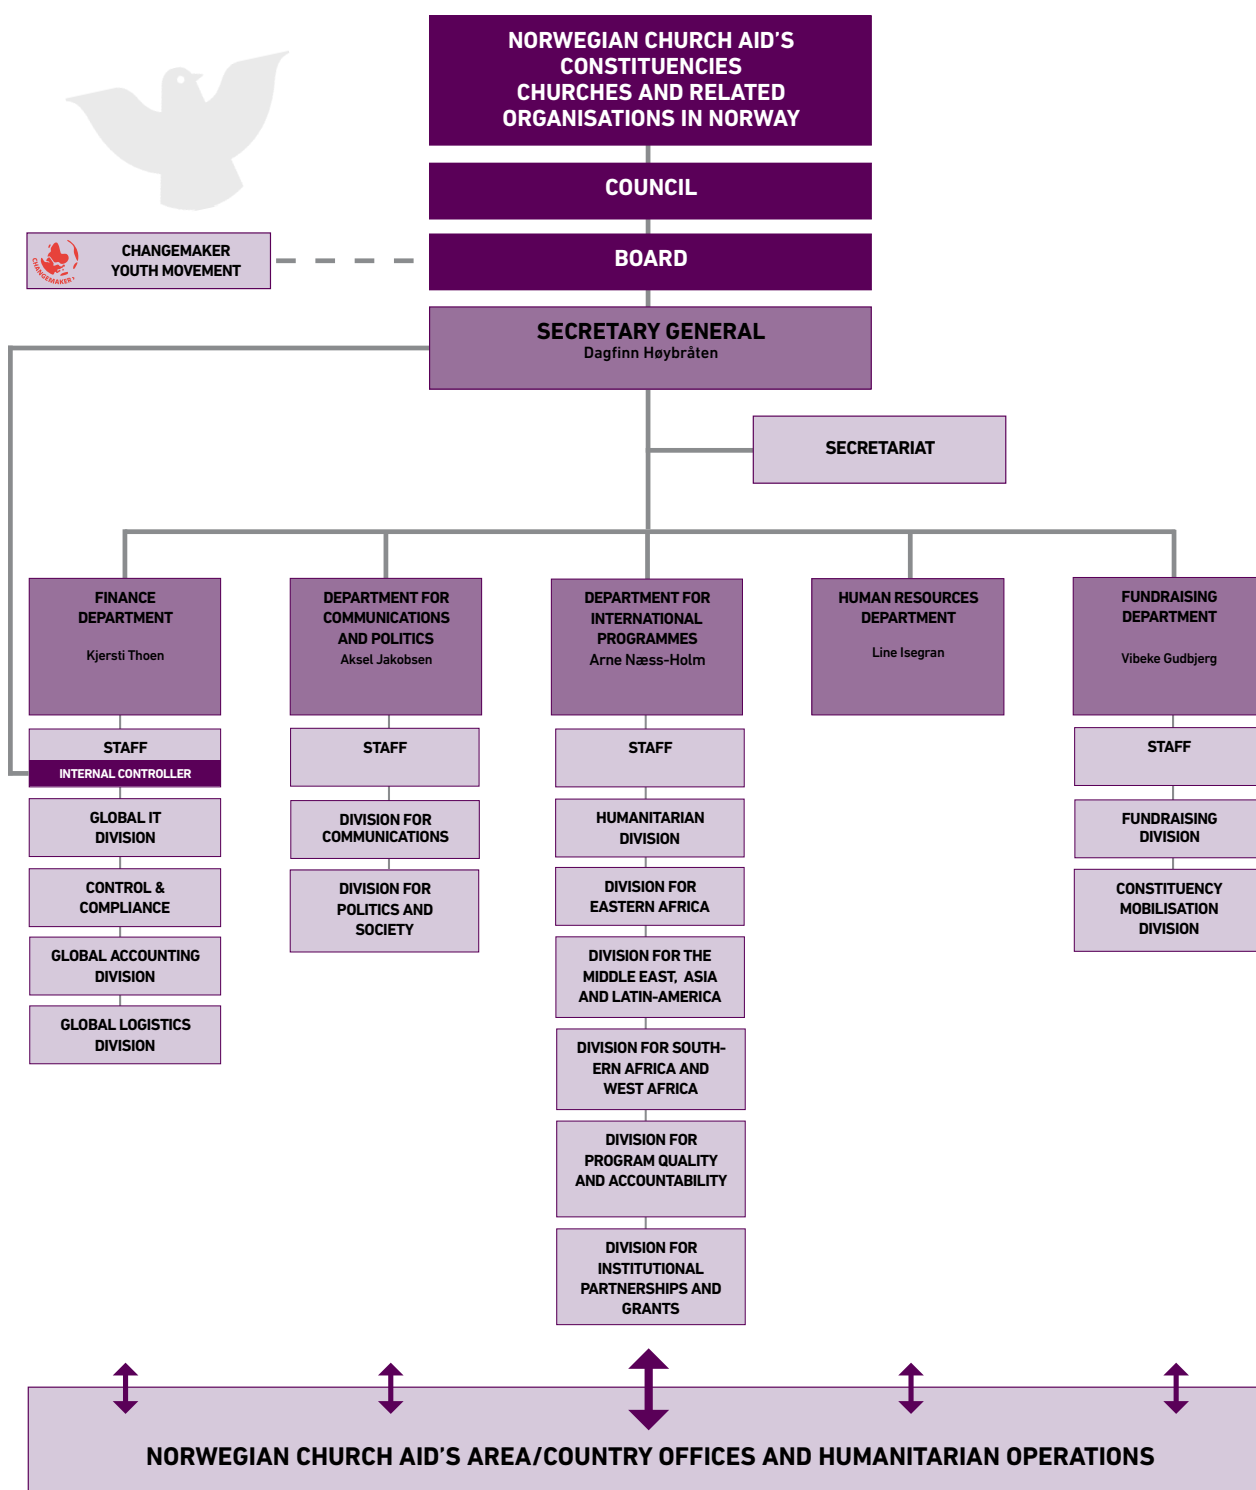 NORWEGIAN CHURCH AID'S
CONSTITUENCIES
CHURCHES AND RELATED
ORGANISATIONS IN NORWAY
COUNCIL
CHANGEMAKER
CHANGEMAKER
YOUTH MOVEMENT
BOARD
SECRETARY GENERAL
Dagfinn Høybråten
SECRETARIAT
FINANCE
DEPARTMENT
Kjersti Thoen
DEPARTMENT FOR
COMMUNICATIONS
AND POLITICS
Aksel Jakobsen
DEPARTMENT FOR
INTERNATIONAL
PROGRAMMES
Arne Næss-Holm
HUMAN RESOURCES
DEPARTMENT
Line Isegran
FUNDRAISING
DEPARTMENT
Vibeke Gudbjerg
STAFF
INTERNAL CONTROLLER
GLOBAL IT
DIVISION
CONTROL &
COMPLIANCE
GLOBAL ACCOUNTING
DIVISION
GLOBAL LOGISTICS
DIVISION
STAFF
DIVISION FOR
COMMUNICATIONS
DIVISION FOR
POLITICS AND
SOCIETY
STAFF
HUMANITARIAN
DIVISION
DIVISION FOR
EASTERN AFRICA
DIVISION FOR THE
MIDDLE EAST, ASIA
AND LATIN-AMERICA
DIVISION FOR SOUTH-
ERN AFRICA AND
WEST AFRICA
DIVISION FOR
PROGRAM QUALITY
AND ACCOUNTABILITY
DIVISION FOR
INSTITUTIONAL
PARTNERSHIPS AND
GRANTS
STAFF
FUNDRAISING
DIVISION
CONSTITUENCY
MOBILISATION
DIVISION
NORWEGIAN CHURCH AID'S AREA/COUNTRY OFFICES AND HUMANITARIAN OPERATIONS